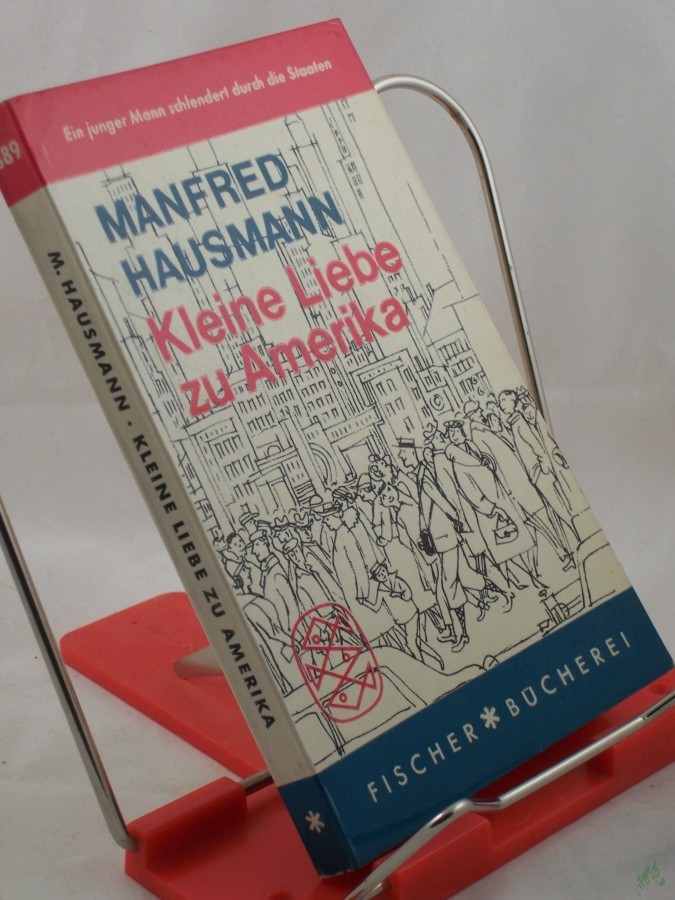 Ein junger Mann schlendert durch die Staaten
MANFRED
HAUSMANN
Kleine Liebe
zu Amerika
FISCHER * BÜCHEREI
M. HAUSMANN · KLEINE LIEBE ZU AMERIKA
*